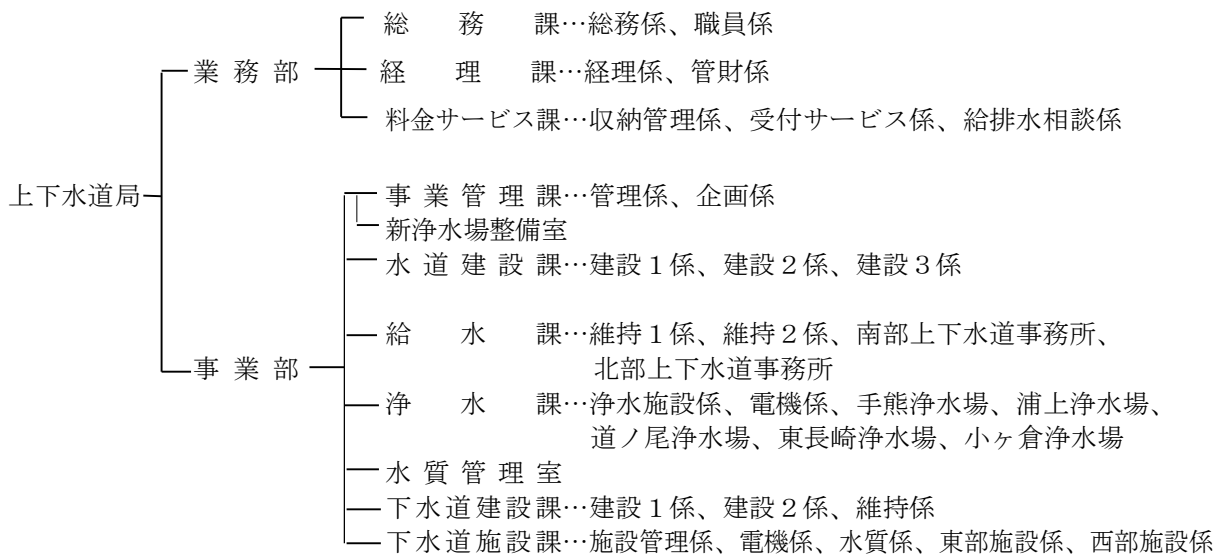 総務課…総務係、職員係
業務部 経理課…経理係、管財係
料金サービス課…収納管理係、受付サービス係、給排水相談係
上下水道局 事業管理課…管理係、企画係
新浄水場整備室
水道建設課…建設１係、建設２係、建設３係
給水課…維持１係、維持２係、南部上下水道事務所、
事業部 北部上下水道事務所
浄水課…浄水施設係、電機係、手熊浄水場、浦上浄水場、
道ノ尾浄水場、東長崎浄水場、小ヶ倉浄水場
水質管理室
下水道建設課…建設１係、建設２係、維持係
下水道施設課…施設管理係、電機係、水質係、東部施設係、西部施設係